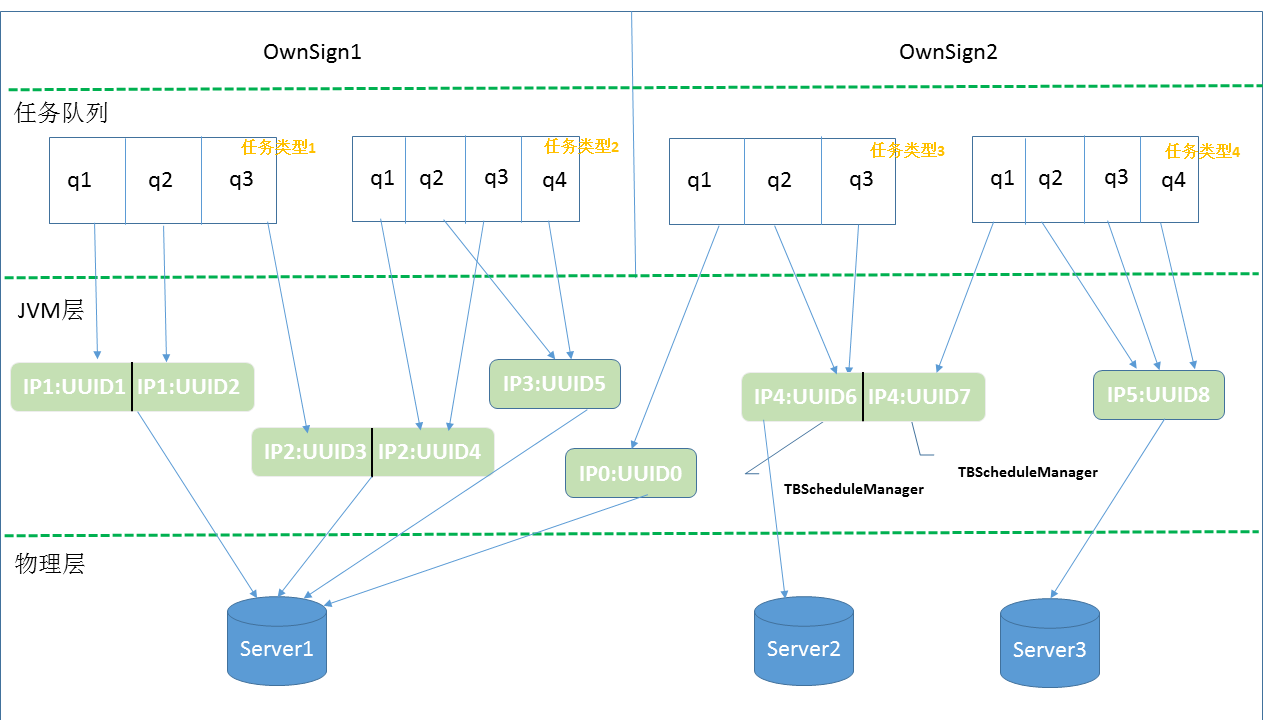 OwnSign1
OwnSign2
任务队列
任务类型1
q1 q2 q3
任务类型2
q1 q2 q3 q4
任务类型3
q1 q2 q3
任务类型4
q1 q2 q3 q4
JVM层
IP1:UUID1 IP1:UUID2
IP3:UUID5
IP4:UUID6 IP4:UUID7
IP5:UUID8
IP2:UUID3 IP2:UUID4
IP0:UUID0
TBScheduleManager
TBScheduleManager
物理层
Server1
Server2
Server3